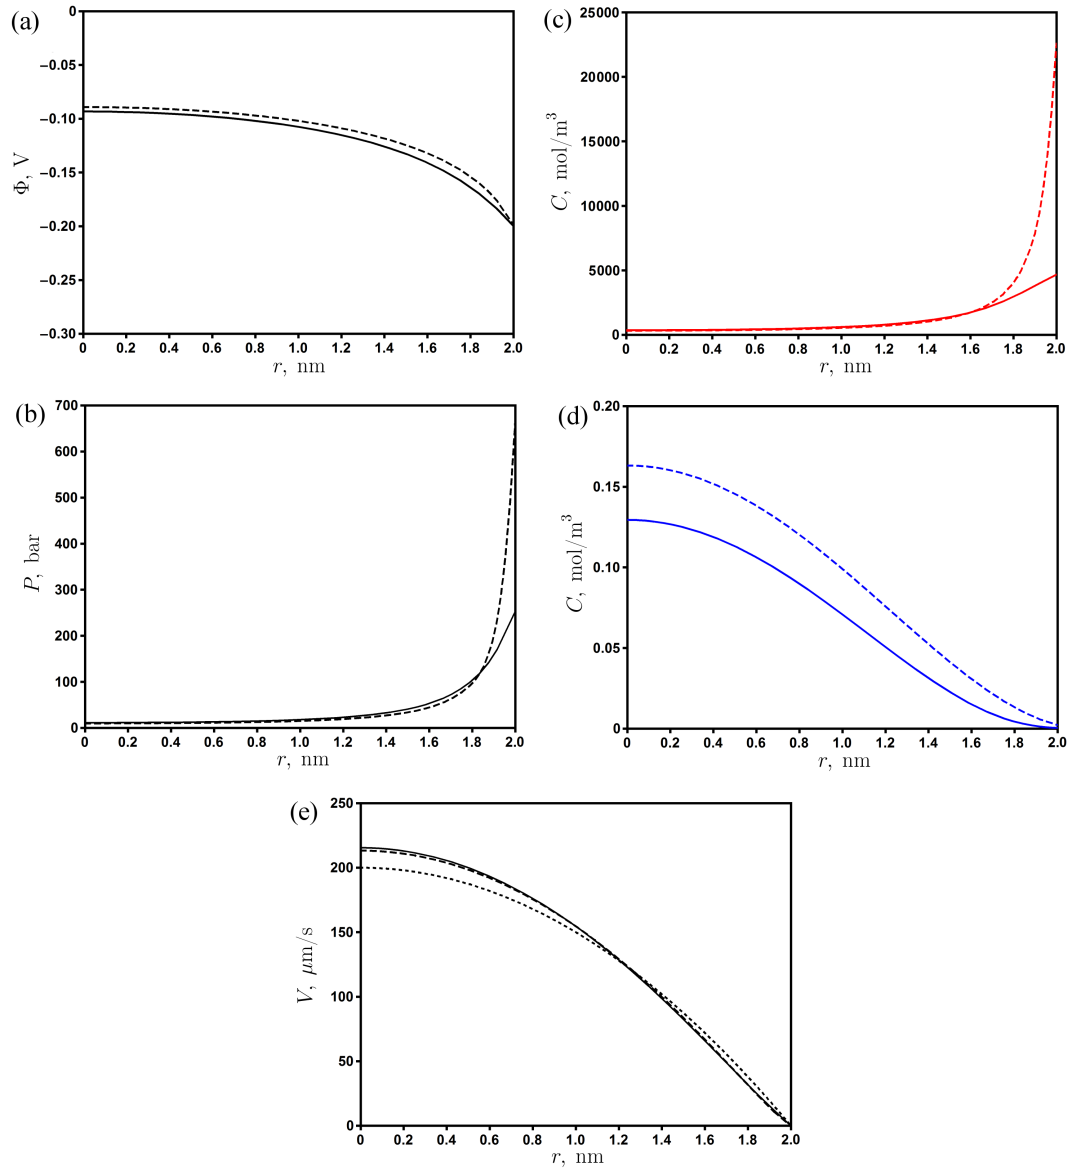 (a)
0
−0.05
−0.10
−0.15
−0.20
−0.25
−0.30
Φ, V
0 0.2 0.4 0.6 0.8 1.0 1.2 1.4 1.6 1.8 2.0
r, nm
(c)
25000
20000
15000
10000
5000
0
C, mol/m³
0 0.2 0.4 0.6 0.8 1.0 1.2 1.4 1.6 1.8 2.0
r, nm
(b)
700
600
500
400
300
200
100
0
P, bar
0 0.2 0.4 0.6 0.8 1.0 1.2 1.4 1.6 1.8 2.0
r, nm
(d)
0.20
0.15
0.10
0.05
0
C, mol/m³
0 0.2 0.4 0.6 0.8 1.0 1.2 1.4 1.6 1.8 2.0
r, nm
(e)
250
200
150
100
50
0
V, μm/s
0 0.2 0.4 0.6 0.8 1.0 1.2 1.4 1.6 1.8 2.0
r, nm